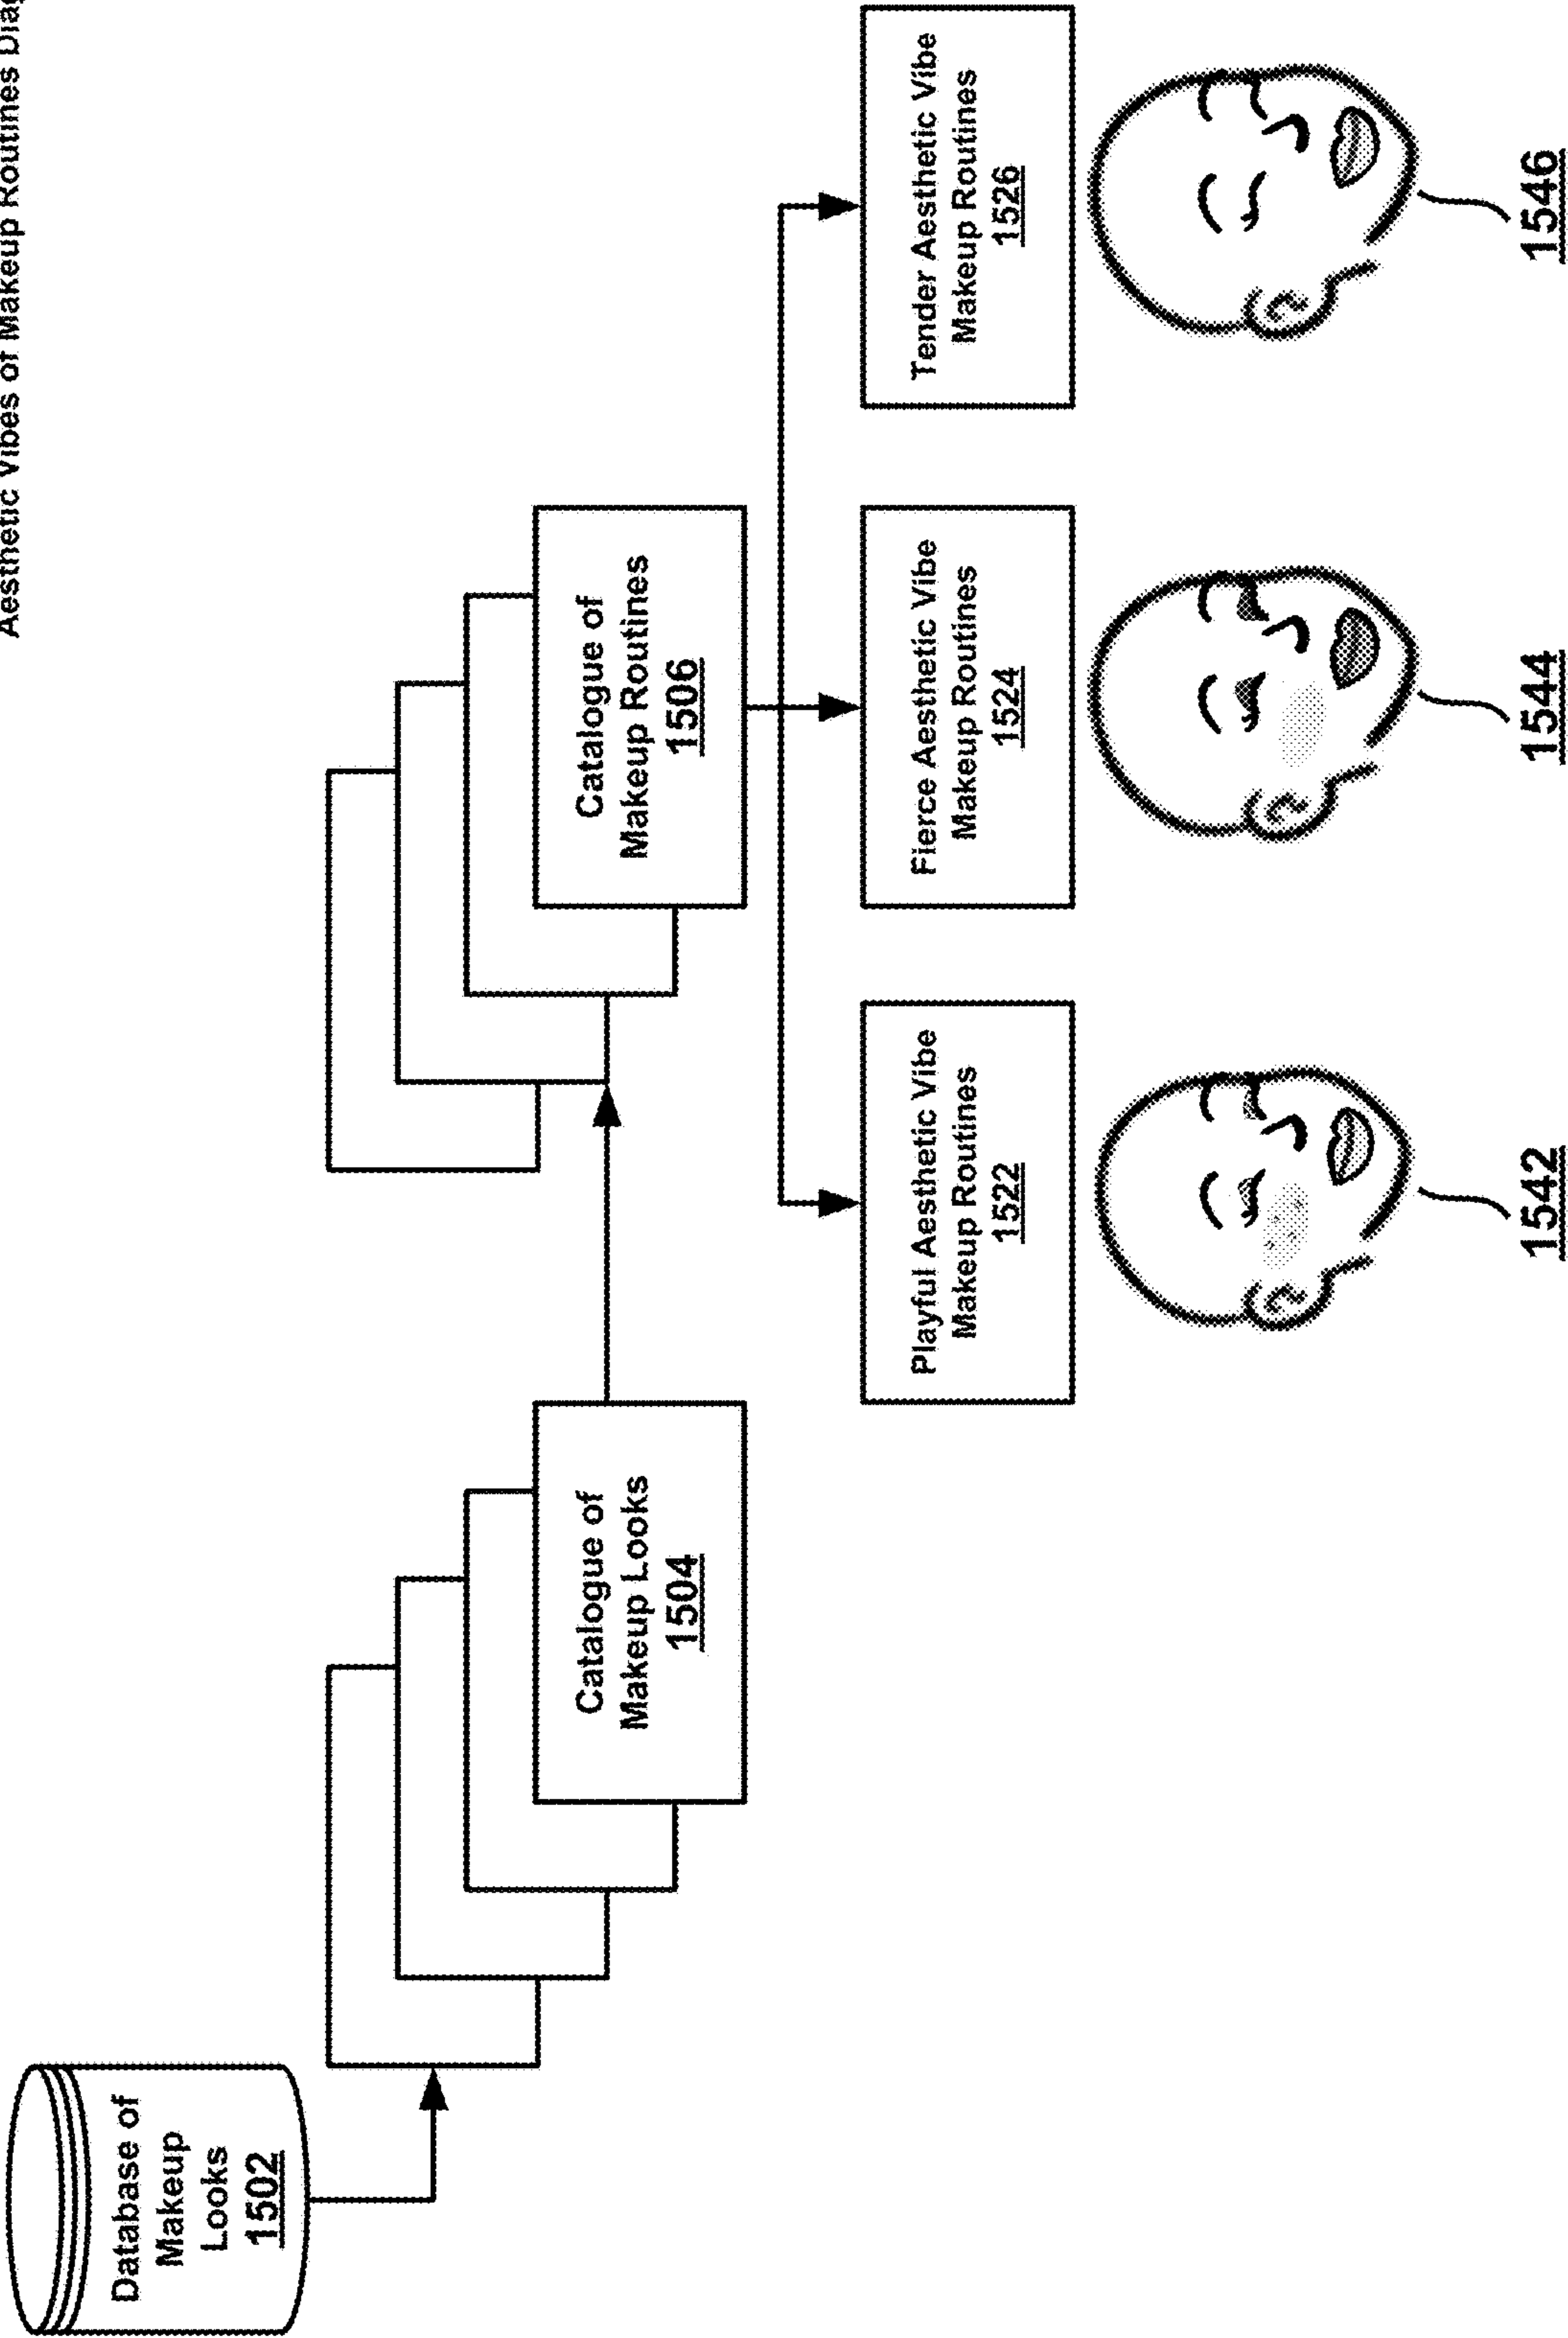 Aesthetic Vibes of Makeup Routines
Database of
Makeup
Looks
1502
Catalogue of
Makeup Looks
1504
Catalogue of
Makeup Routines
1506
Playful Aesthetic Vibe
Makeup Routines
1522
Fierce Aesthetic Vibe
Makeup Routines
1524
Tender Aesthetic Vibe
Makeup Routines
1526
1542
1544
1546